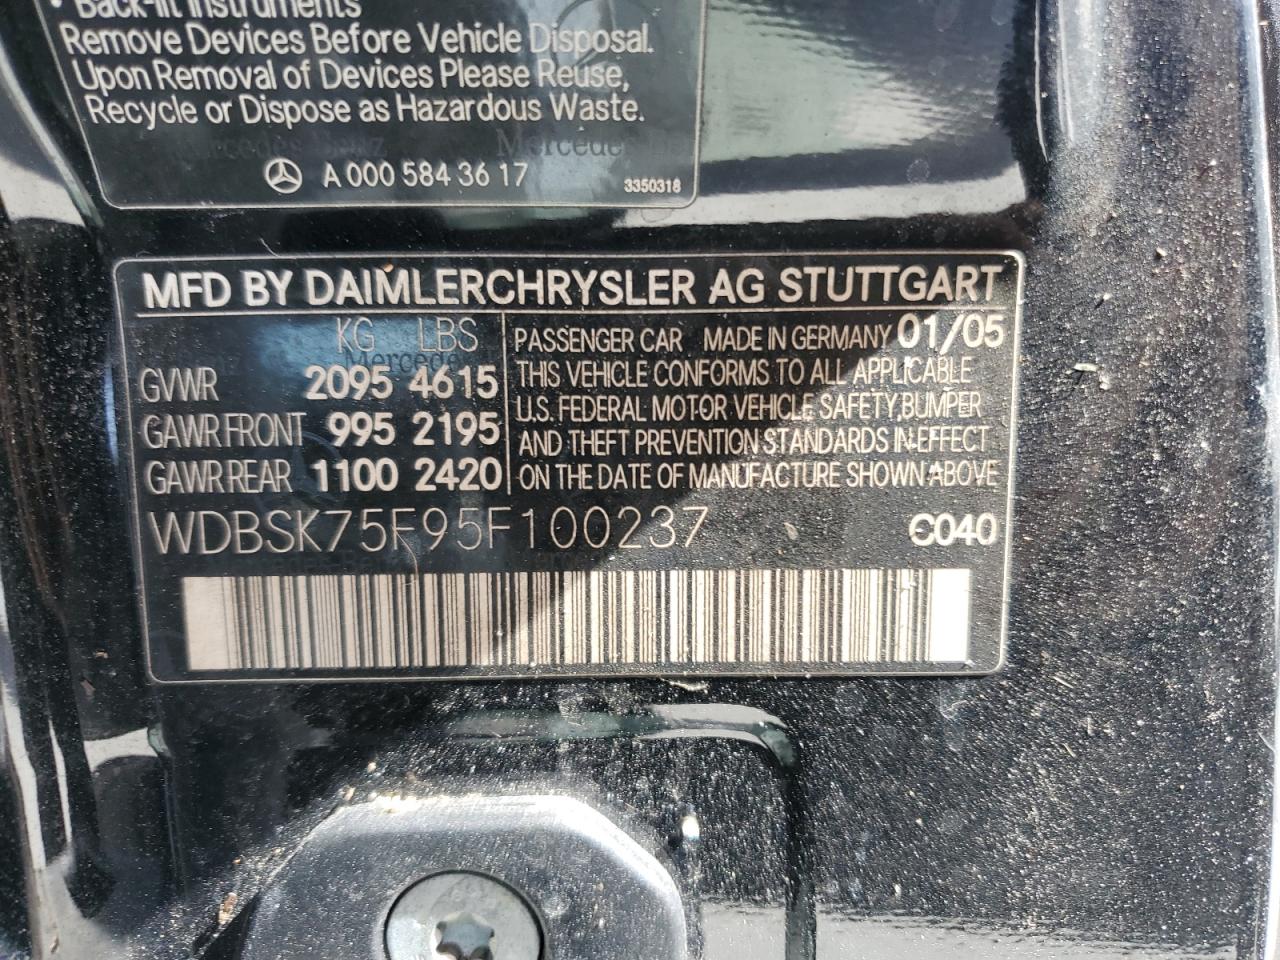 • Back-lit Instruments
Remove Devices Before Vehicle Disposal.
Upon Removal of Devices Please Reuse,
Recycle or Dispose as Hazardous Waste.
A 000 584 36 17 3350318
MFD BY DAIMLERCHRYSLER AG STUTTGART
KG LBS
GVWR 2095 4615
GAWR FRONT 995 2195
GAWR REAR 1100 2420
PASSENGER CAR MADE IN GERMANY 01/05
THIS VEHICLE CONFORMS TO ALL APPLICABLE
U.S. FEDERAL MOTOR VEHICLE SAFETY, BUMPER
AND THEFT PREVENTION STANDARDS IN EFFECT
ON THE DATE OF MANUFACTURE SHOWN ABOVE
WDBSK75F95F100237 C040